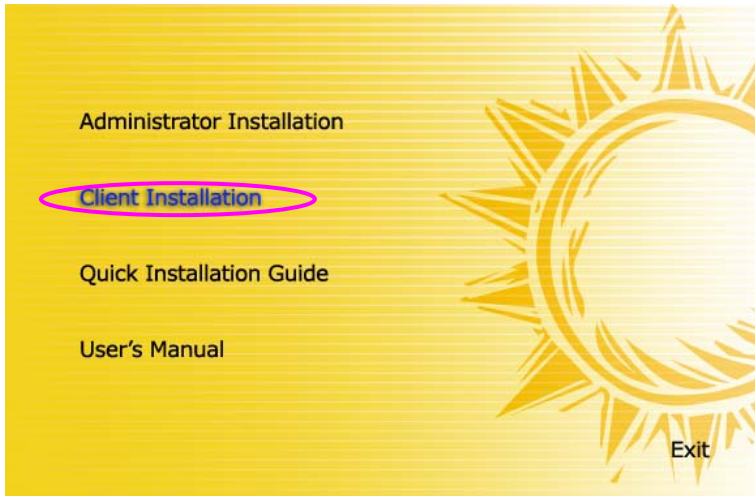 Administrator Installation
Client Installation
Quick Installation Guide
User’s Manual
Exit